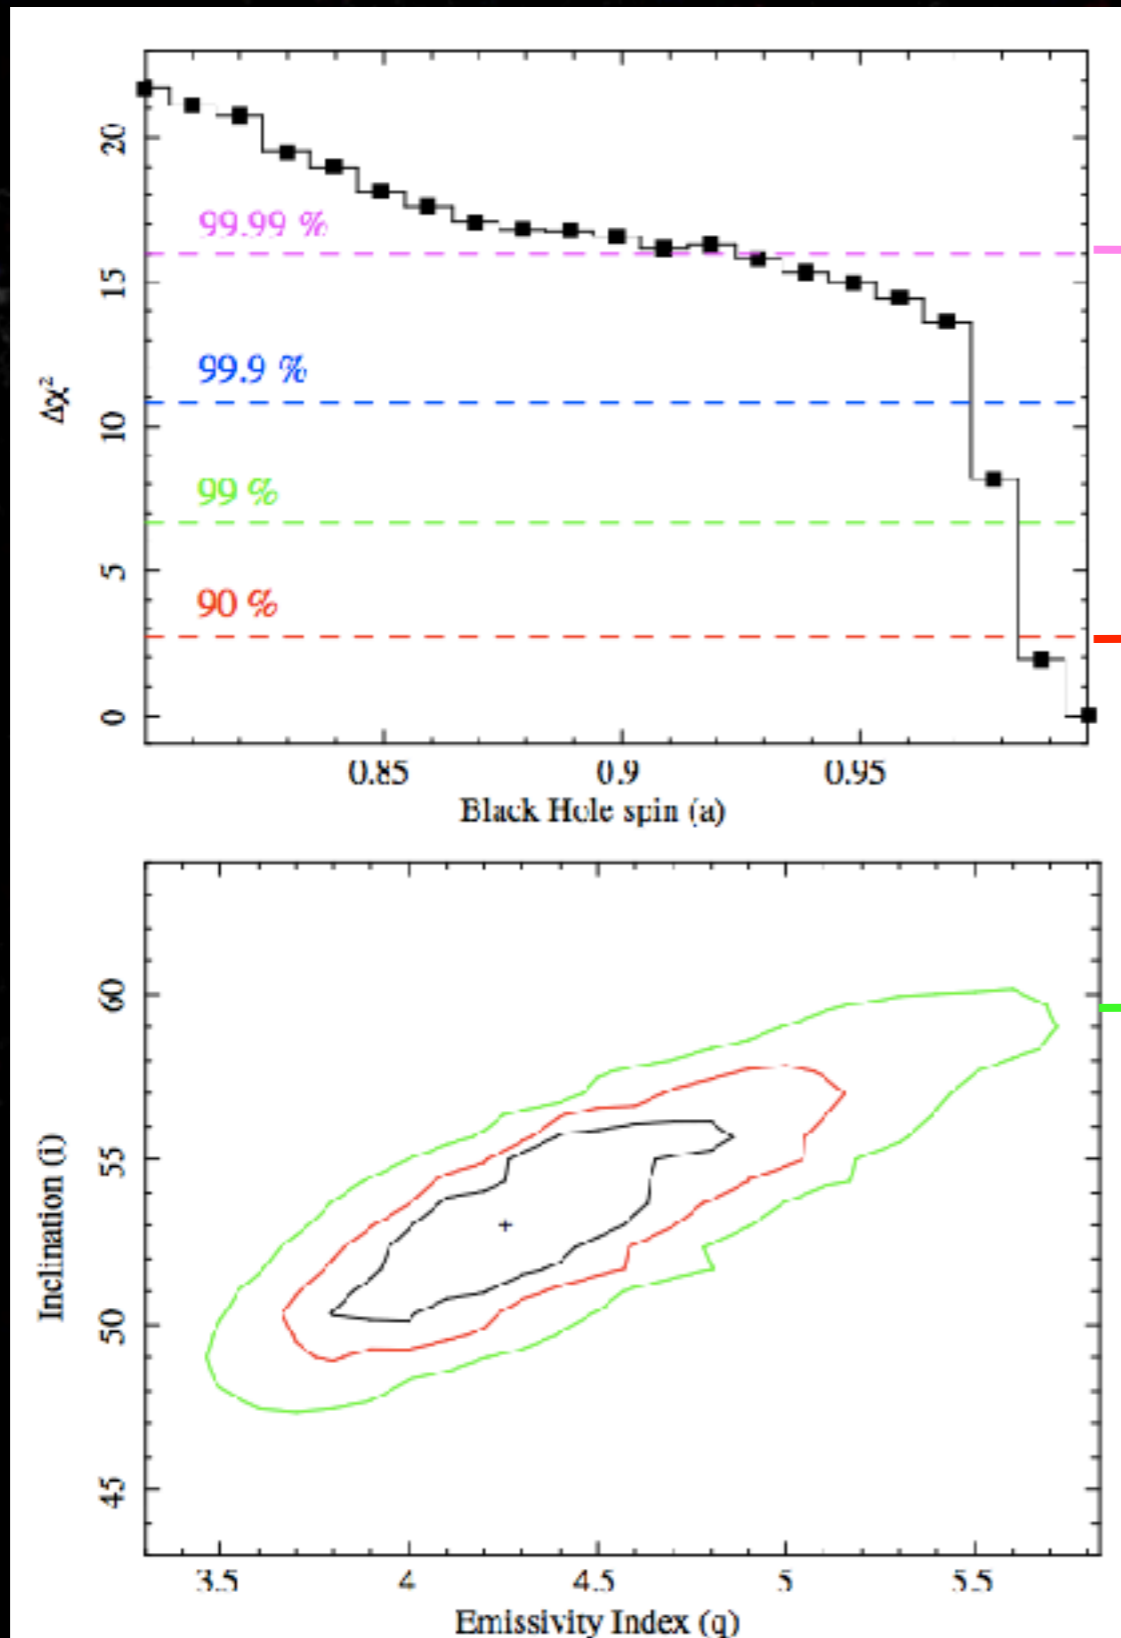 20
99.99 %
15
99.9 %
Δχ²
10
99 %
5
90 %
0
0.85 0.9 0.95
Black Hole spin (a)
60
55
Inclination (i)
50
45
3.5 4 4.5 5 5.5
Emissivity Index (q)